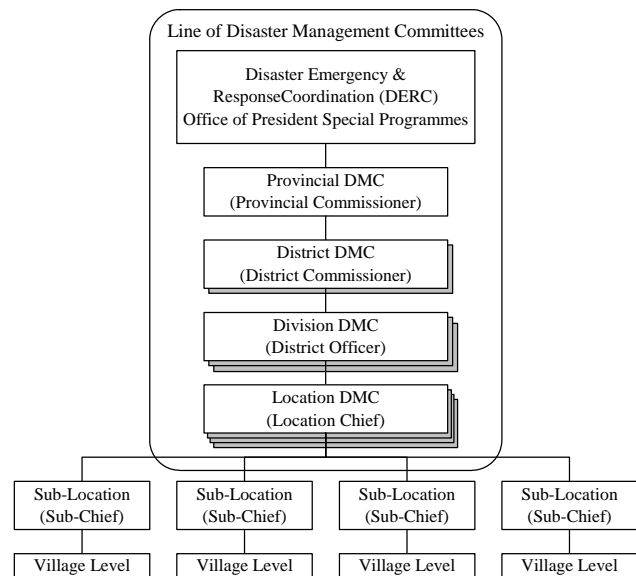 Line of Disaster Management Committees
Disaster Emergency &
ResponseCoordination (DERC)
Office of President Special Programmes
Provincial DMC
(Provincial Commissioner)
District DMC
(District Commissioner)
Division DMC
(District Officer)
Location DMC
(Location Chief)
Sub-Location
(Sub-Chief)
Sub-Location
(Sub-Chief)
Sub-Location
(Sub-Chief)
Sub-Location
(Sub-Chief)
Village Level
Village Level
Village Level
Village Level